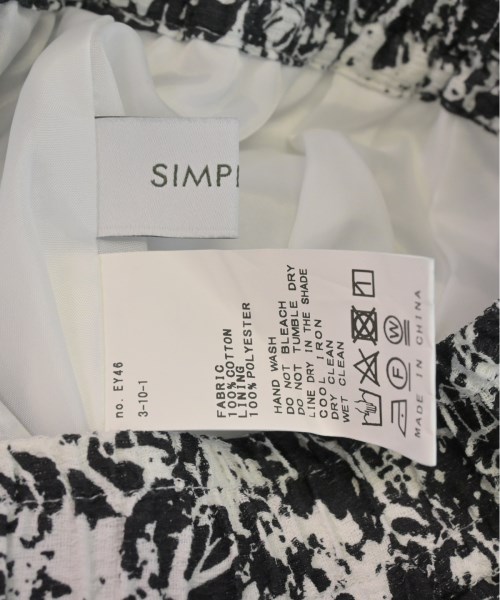 SIMPL
no. EY46
3-10-1
FABRIC
100% COTTON
LINING
100% POLYESTER
HAND WASH
DO NOT BLEACH
DO NOT TUMBLE DRY
LINE DRY IN THE SHADE
COOL IRON
DRY CLEAN
WET CLEAN
F
W
MADE IN CHINA